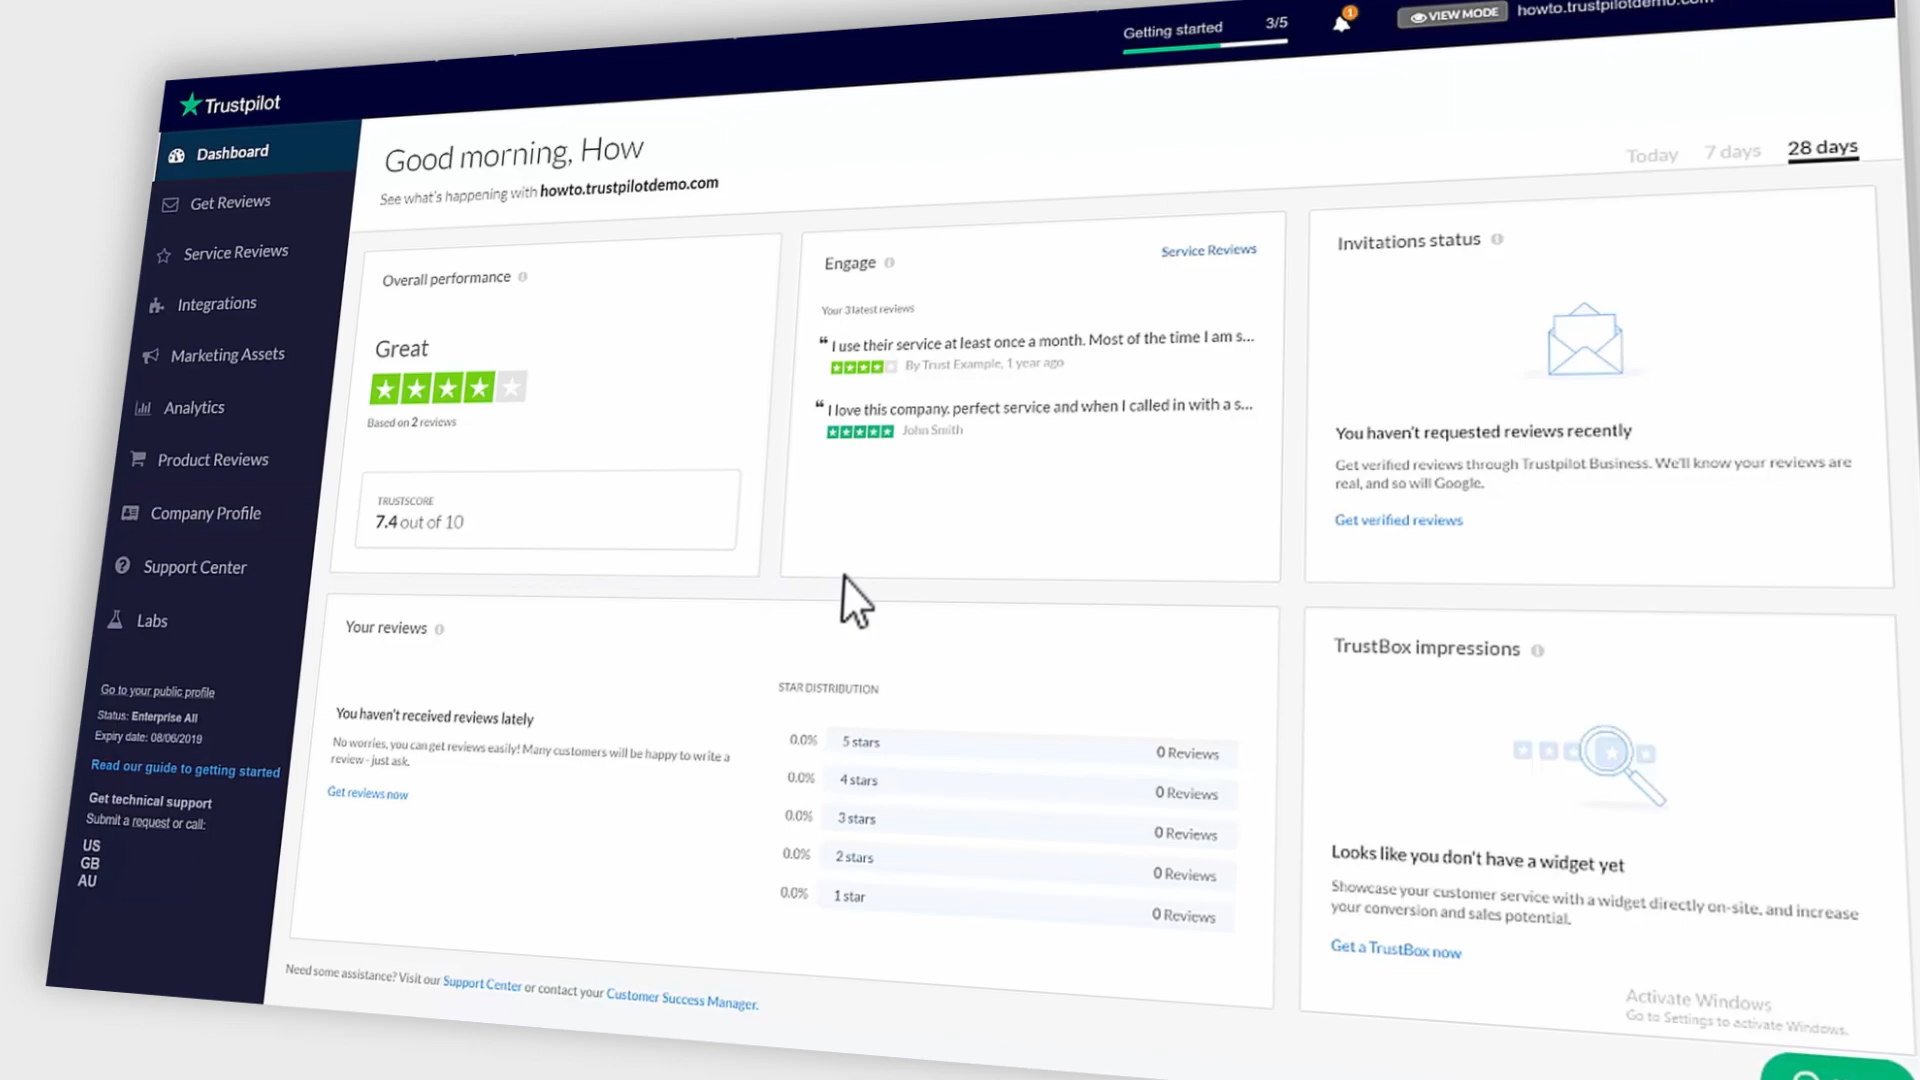 Getting started 3/5
1
VIEW MODE
howto.trustpilotdemo.com
Trustpilot
Dashboard
Get Reviews
Service Reviews
Integrations
Marketing Assets
Analytics
Product Reviews
Company Profile
Support Center
Labs
Go to your public profile
Status: Enterprise All
Expiry date: 08/06/2019
Read our guide to getting started
Get technical support
Submit a request or call:
US
GB
AU
Good morning, How
See what's happening with howto.trustpilotdemo.com
Today 7 days 28 days
Overall performance
Great
Based on 2 reviews
TRUSTSCORE
7.4 out of 10
Engage
Service Reviews
Your 3 latest reviews
❝ I use their service at least once a month. Most of the time I am s...
By Trust Example, 1 year ago
❝ I love this company. perfect service and when I called in with a s...
John Smith
Invitations status
You haven't requested reviews recently
Get verified reviews through Trustpilot Business. We'll know your reviews are
real, and so will Google.
Get verified reviews
Your reviews
You haven't received reviews lately
No worries, you can get reviews easily! Many customers will be happy to write a
review - just ask.
Get reviews now
STAR DISTRIBUTION
0.0% 5 stars 0 Reviews
0.0% 4 stars 0 Reviews
0.0% 3 stars 0 Reviews
0.0% 2 stars 0 Reviews
0.0% 1 star 0 Reviews
TrustBox impressions
Looks like you don't have a widget yet
Showcase your customer service with a widget directly on-site, and increase
your conversion and sales potential.
Get a TrustBox now
Need some assistance? Visit our Support Center or contact your Customer Success Manager.
Activate Windows
Go to Settings to activate Windows.